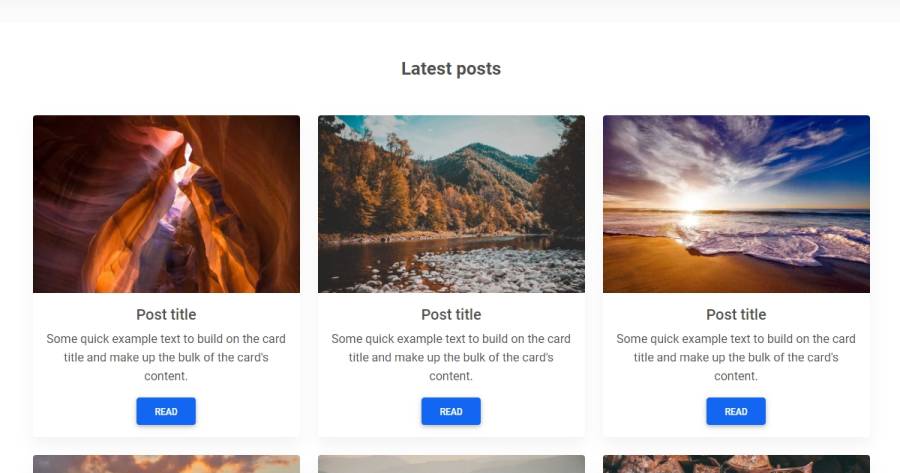 Latest posts
Post title
Some quick example text to build on the card
title and make up the bulk of the card's
content.
READ
Post title
Some quick example text to build on the card
title and make up the bulk of the card's
content.
READ
Post title
Some quick example text to build on the card
title and make up the bulk of the card's
content.
READ